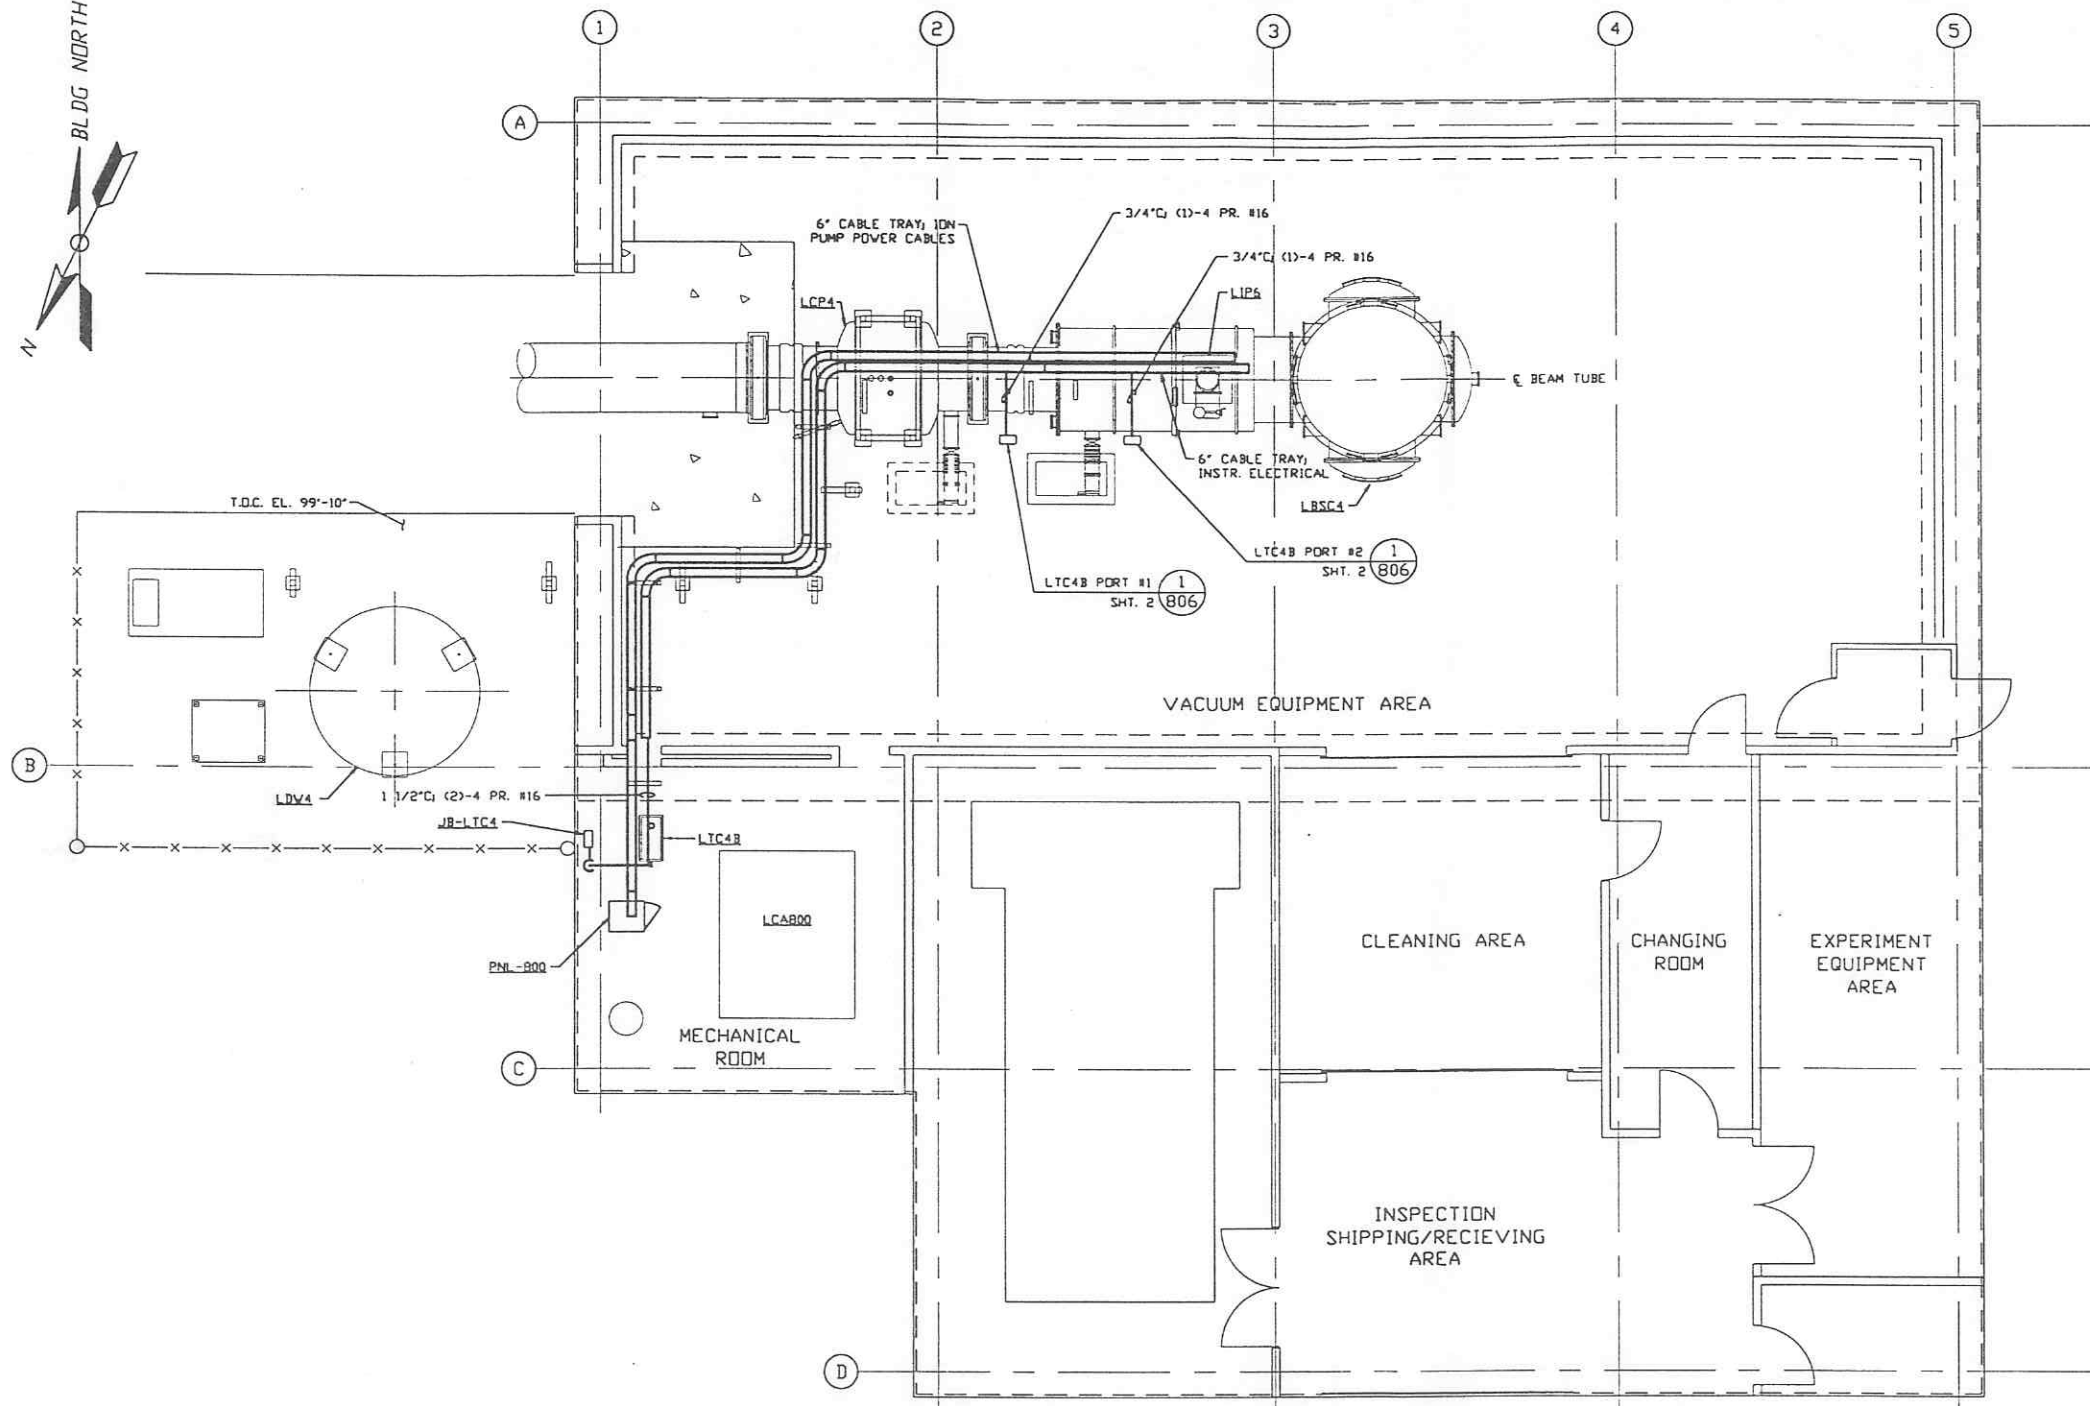 BLDG NORTH
N
1
2
3
4
5
A
6" CABLE TRAY; ION
PUMP POWER CABLES
3/4"C; (1)-4 PR. #16
3/4"C; (1)-4 PR. #16
LCP4
LIP6
℄ BEAM TUBE
6" CABLE TRAY;
INSTR. ELECTRICAL
LBSC4
T.O.C. EL. 99'-10"
LTC4B PORT #2
SHT. 2
1
806
LTC4B PORT #1
SHT. 2
1
806
VACUUM EQUIPMENT AREA
B
LDW4
1 1/2"C; (2)-4 PR. #16
JB-LTC4
LTC4B
LCA800
PNL-800
CLEANING AREA
CHANGING
ROOM
EXPERIMENT
EQUIPMENT
AREA
MECHANICAL
ROOM
C
INSPECTION
SHIPPING/RECIEVING
AREA
D